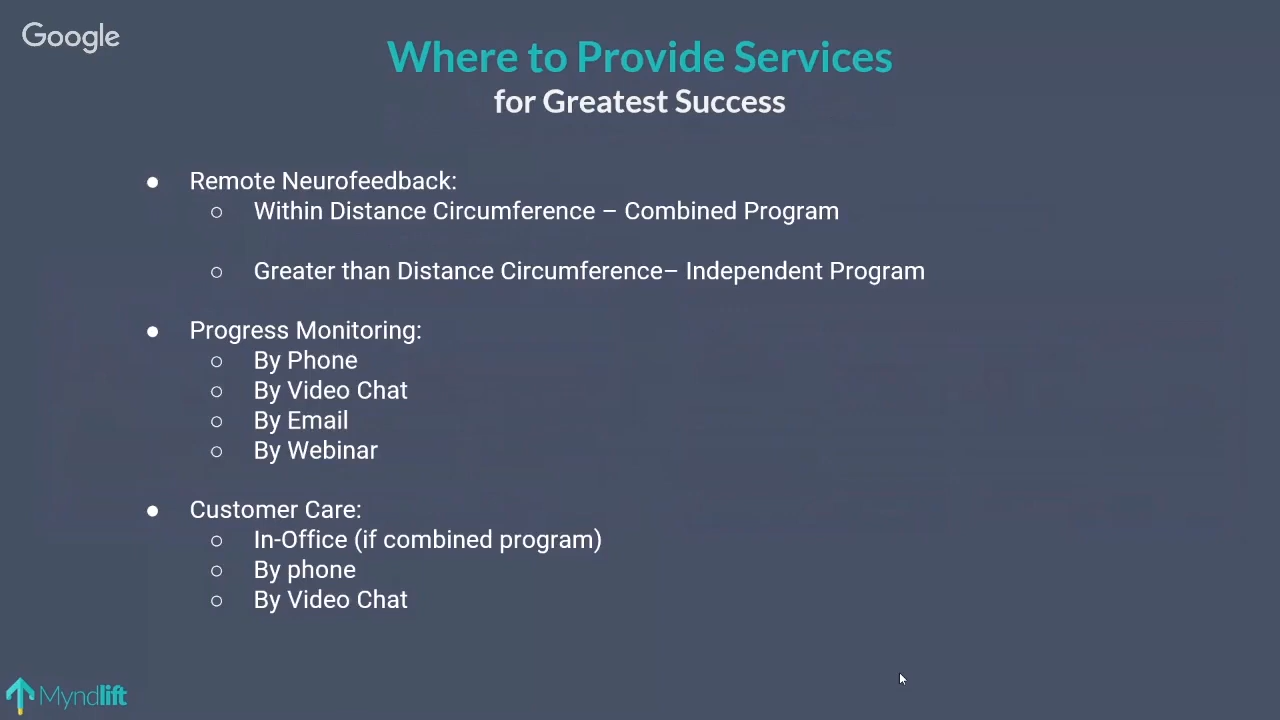 Google
Where to Provide Services
for Greatest Success
● Remote Neurofeedback:
○ Within Distance Circumference – Combined Program
○ Greater than Distance Circumference– Independent Program
● Progress Monitoring:
○ By Phone
○ By Video Chat
○ By Email
○ By Webinar
● Customer Care:
○ In-Office (if combined program)
○ By phone
○ By Video Chat
Myndlift